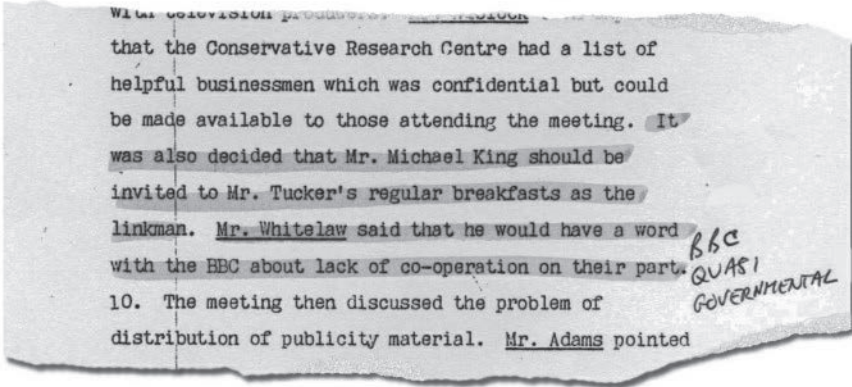 with television
that the Conservative Research Centre had a list of
helpful businessmen which was confidential but could
be made available to those attending the meeting. It
was also decided that Mr. Michael King should be
invited to Mr. Tucker's regular breakfasts as the
linkman. Mr. Whitelaw said that he would have a word
with the BBC about lack of co-operation on their part.
BBC
QUASI
GOVERNMENTAL
10. The meeting then discussed the problem of
distribution of publicity material. Mr. Adams pointed